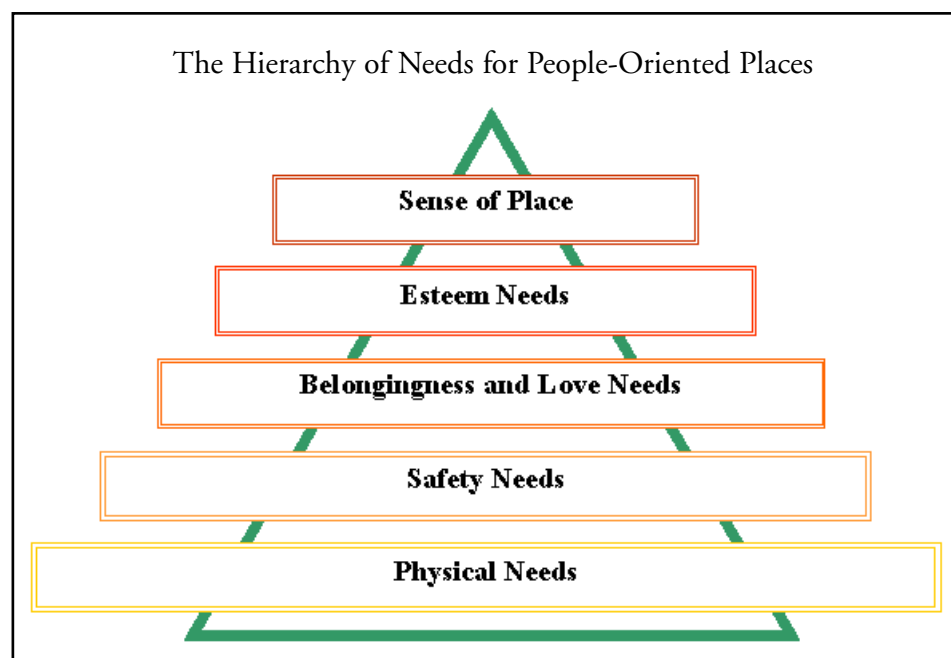 The Hierarchy of Needs for People-Oriented Places
Sense of Place
Esteem Needs
Belongingness and Love Needs
Safety Needs
Physical Needs